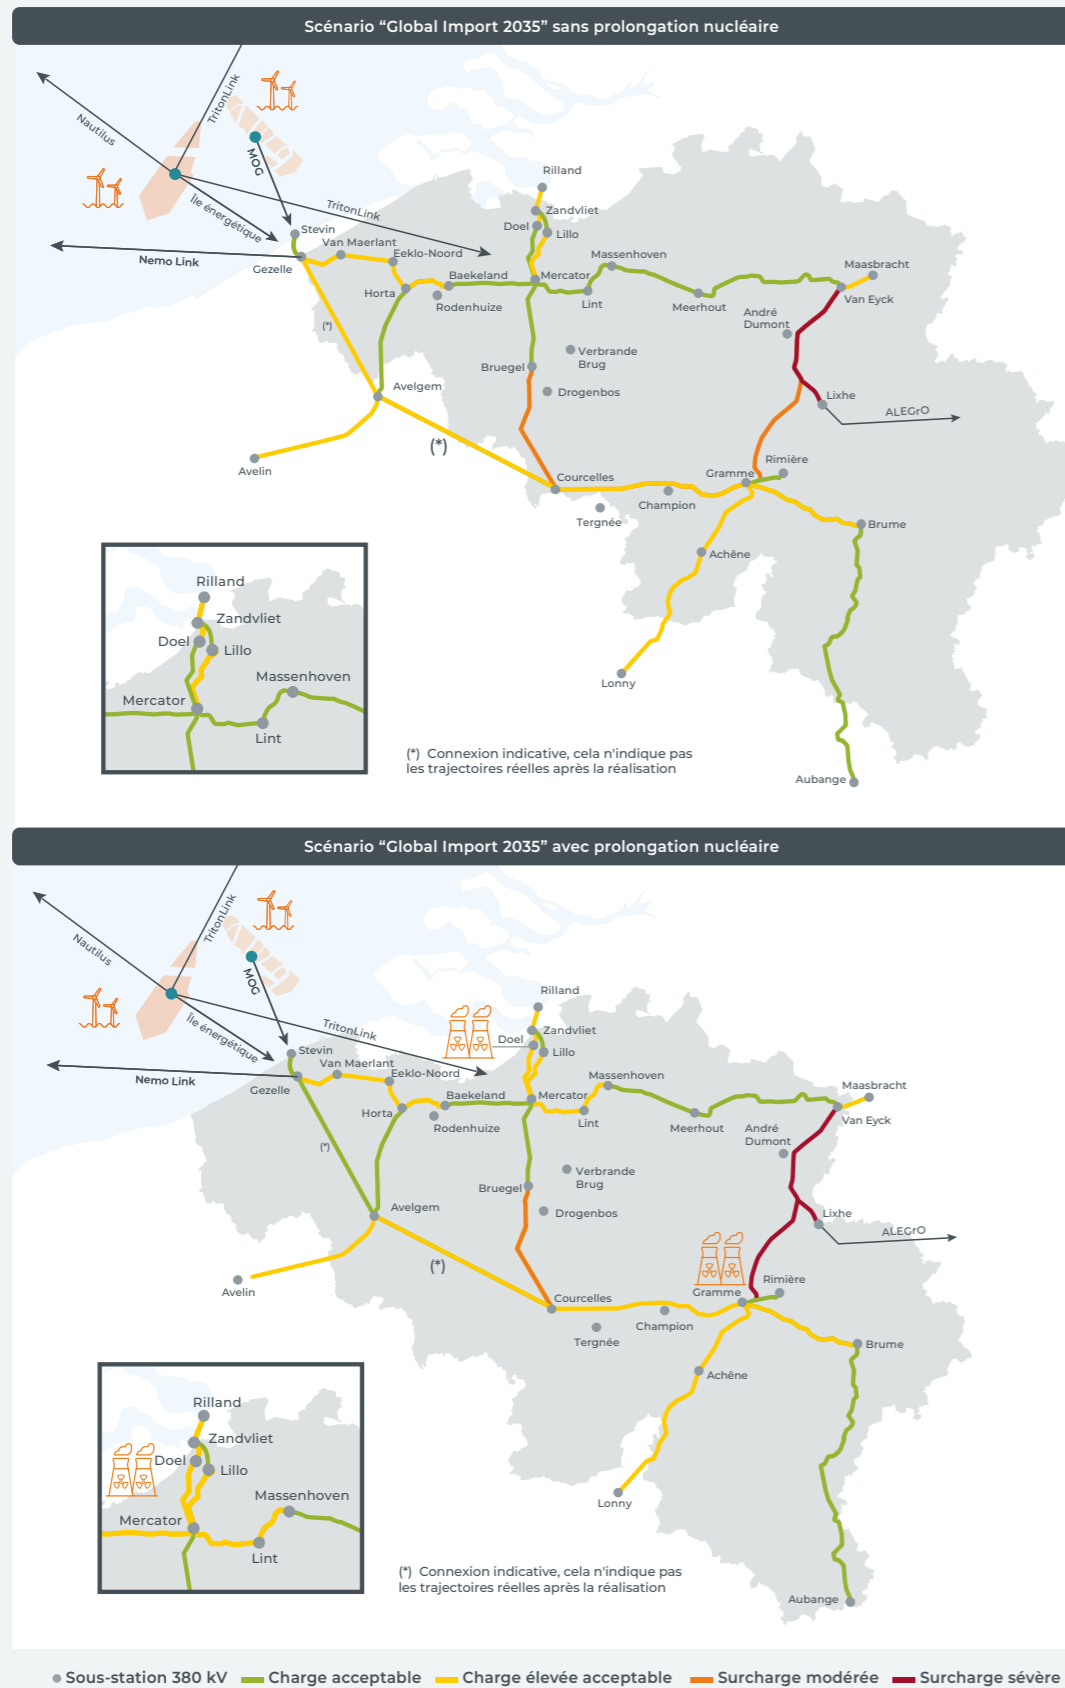 Scénario “Global Import 2035” sans prolongation nucléaire
TritonLink
Nautilus
MOG
Île énergétique
TritonLink
Nemo Link
Rilland
Zandvliet
Doel
Lillo
Stevin
Van Maerlant
Eeklo-Noord
Gezelle
Massenhoven
Maasbracht
Baekeland
Mercator
Horta
Rodenhuize
Lint
Meerhout
Van Eyck
André
Dumont
(*)
Verbrande
Brug
Bruegel
Avelgem
Drogenbos
Lixhe
ALEGrO
(*)
Avelin
Courcelles
Gramme
Rimière
Champion
Tergnée
Brume
Achêne
Lonny
Aubange
Rilland
Zandvliet
Doel
Lillo
Massenhoven
Mercator
Lint
(*) Connexion indicative, cela n'indique pas
les trajectoires réelles après la réalisation
Scénario “Global Import 2035” avec prolongation nucléaire
TritonLink
Nautilus
MOG
Île énergétique
TritonLink
Nemo Link
Rilland
Zandvliet
Doel
Lillo
Stevin
Van Maerlant
Eeklo-Noord
Gezelle
Massenhoven
Maasbracht
Baekeland
Mercator
Horta
Rodenhuize
Lint
Meerhout
Van Eyck
André
Dumont
(*)
Verbrande
Brug
Bruegel
Avelgem
Drogenbos
Lixhe
ALEGrO
(*)
Avelin
Courcelles
Gramme
Rimière
Champion
Tergnée
Brume
Achêne
Lonny
Aubange
Rilland
Zandvliet
Doel
Lillo
Massenhoven
Mercator
Lint
(*) Connexion indicative, cela n'indique pas
les trajectoires réelles après la réalisation
Sous-station 380 kV Charge acceptable Charge élevée acceptable Surcharge modérée Surcharge sévère